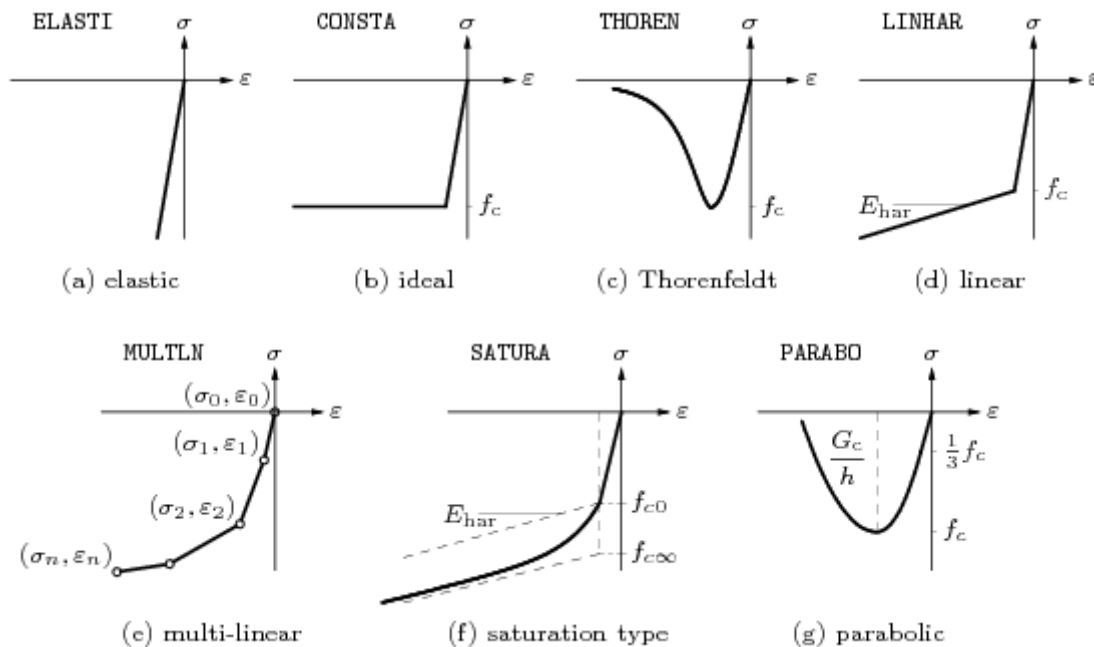 ELASTI σ CONSTA σ THOREN σ LINHAR σ
ε ε ε ε
f_c f_c E_har f_c
(a) elastic (b) ideal (c) Thorenfeldt (d) linear
MULTLN σ SATURA σ PARABO σ
(σ_0, ε_0) ε ε ε
(σ_1, ε_1) G_c/h 1/3 f_c
(σ_2, ε_2) E_har f_c0 f_c
(σ_n, ε_n) f_c∞
(e) multi-linear (f) saturation type (g) parabolic